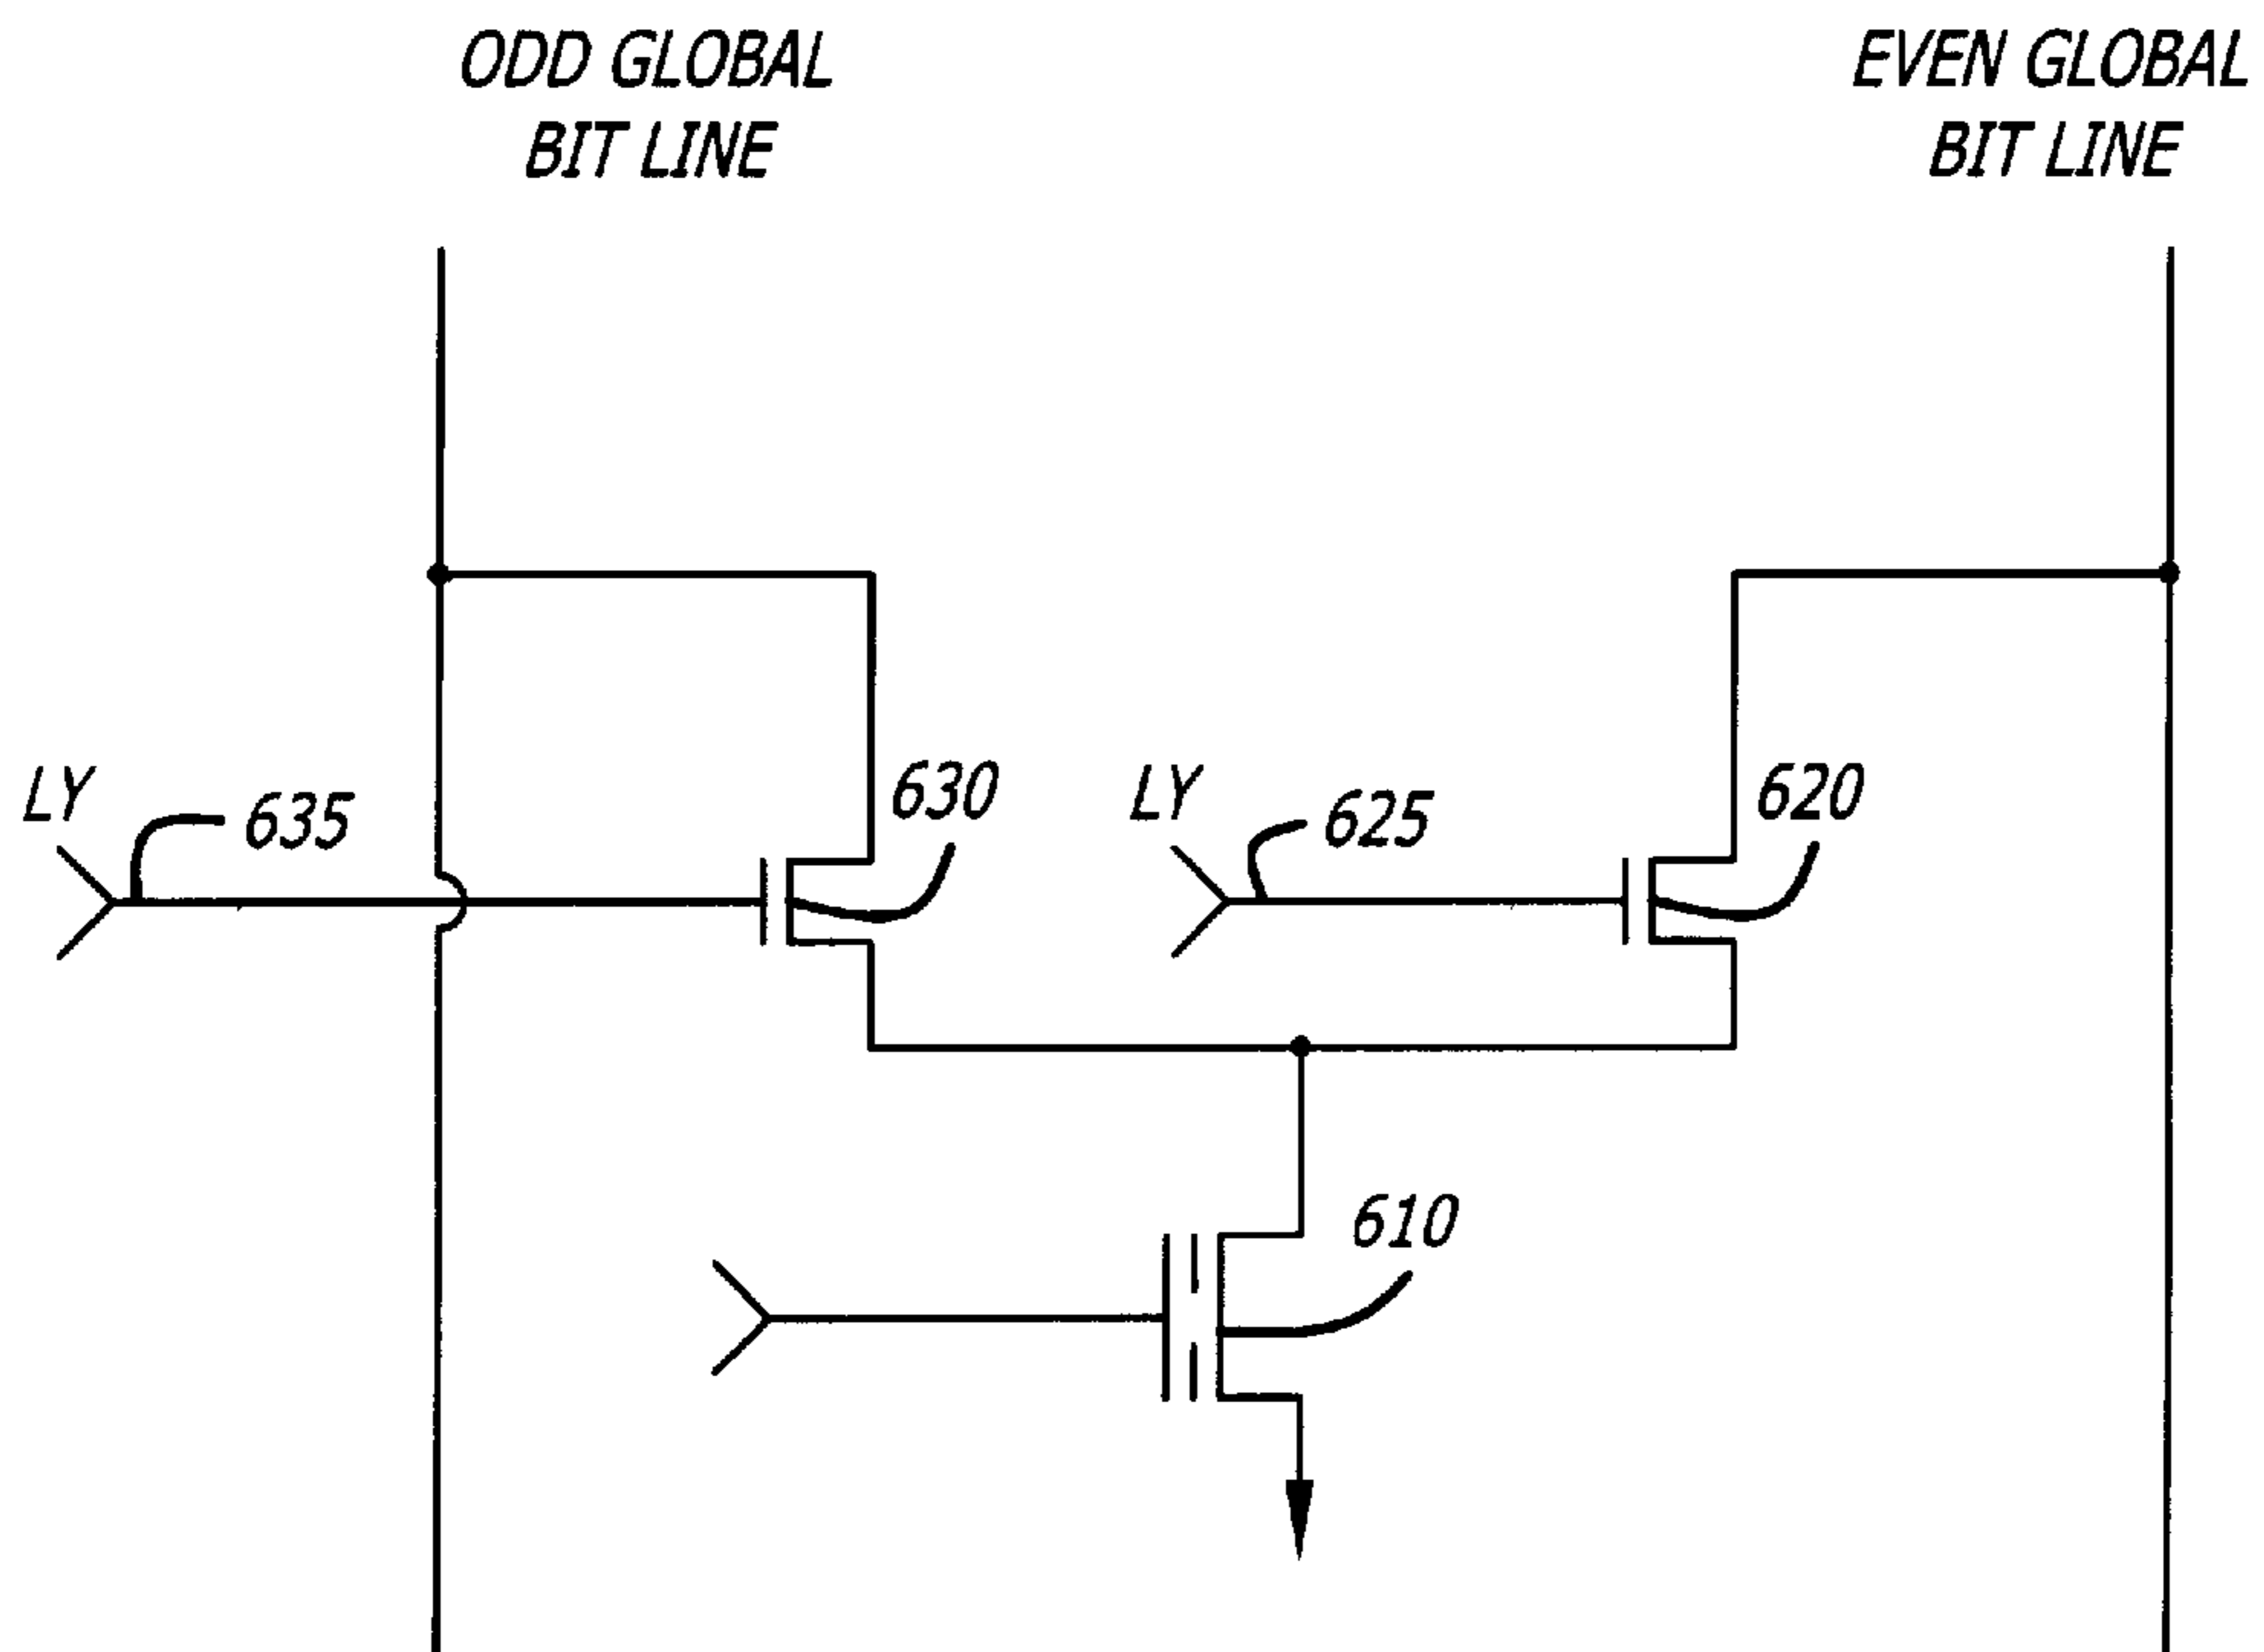 ODD GLOBAL
BIT LINE
EVEN GLOBAL
BIT LINE
LY
635
630
LY
625
620
610